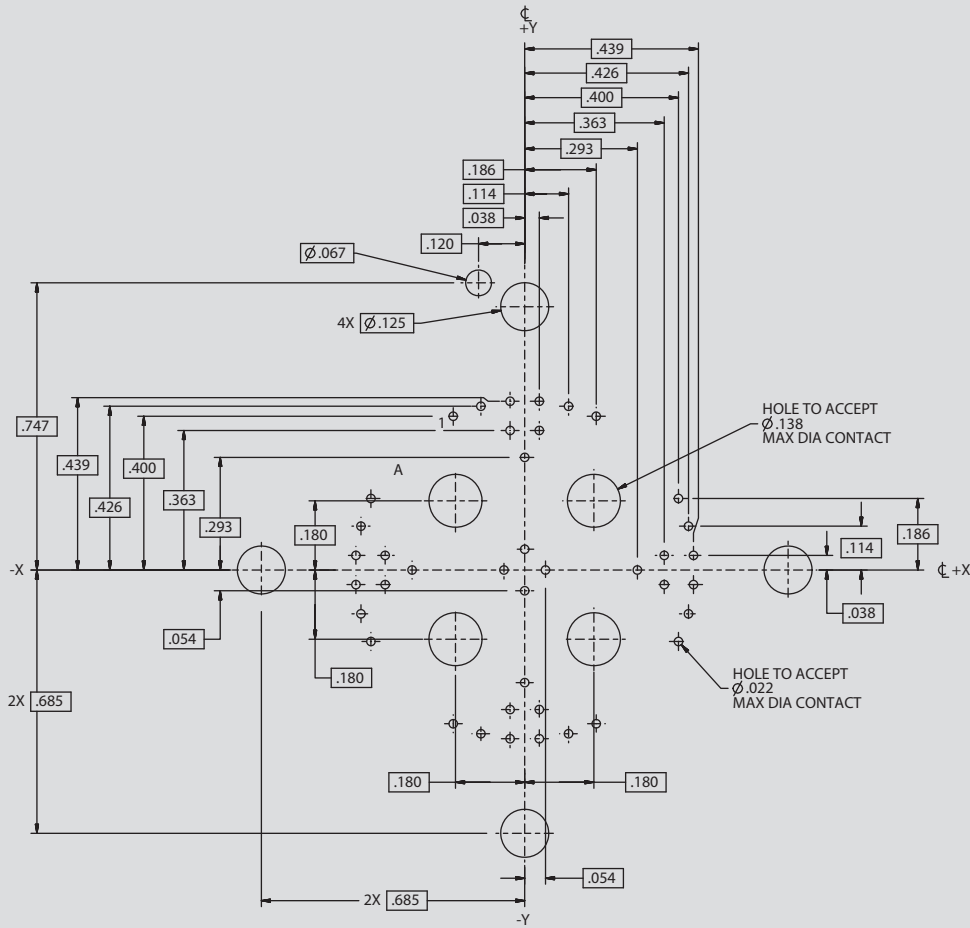 ℄
+Y
.439
.426
.400
.363
.293
.186
.114
.038
.120
Ø.067
4X Ø.125
1
HOLE TO ACCEPT
Ø.138
MAX DIA CONTACT
.747
.439
.426
.400
.363
.293
A
.180
.186
.114
-X
℄ +X
.038
.054
.180
HOLE TO ACCEPT
Ø.022
MAX DIA CONTACT
2X .685
.180
.180
.054
2X .685
-Y